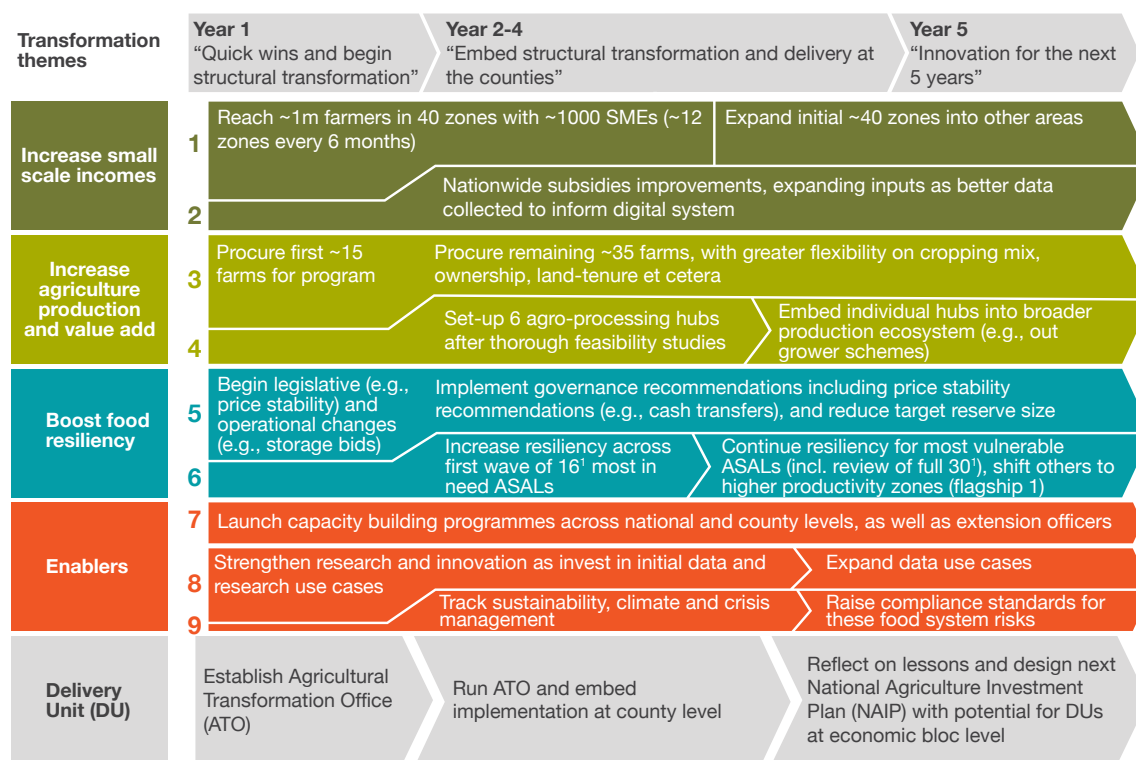 Transformation
themes
Year 1
“Quick wins and begin
structural transformation”
Year 2-4
“Embed structural transformation and delivery at
the counties”
Year 5
“Innovation for the next
5 years”
Increase small
scale incomes
1
Reach ~1m farmers in 40 zones with ~1000 SMEs (~12
zones every 6 months)
Expand initial ~40 zones into other areas
2
Nationwide subsidies improvements, expanding inputs as better data
collected to inform digital system
Increase
agriculture
production
and value add
3
Procure first ~15
farms for program
Procure remaining ~35 farms, with greater flexibility on cropping mix,
ownership, land-tenure et cetera
4
Set-up 6 agro-processing hubs
after thorough feasibility studies
Embed individual hubs into broader
production ecosystem (e.g., out
grower schemes)
Boost food
resiliency
5
Begin legislative (e.g.,
price stability) and
operational changes
(e.g., storage bids)
Implement governance recommendations including price stability
recommendations (e.g., cash transfers), and reduce target reserve size
6
Increase resiliency across
first wave of 16¹ most in
need ASALs
Continue resiliency for most vulnerable
ASALs (incl. review of full 30¹), shift others to
higher productivity zones (flagship 1)
Enablers
7
Launch capacity building programmes across national and county levels, as well as extension officers
8
Strengthen research and innovation as invest in initial data and
research use cases
Expand data use cases
9
Track sustainability, climate and crisis
management
Raise compliance standards for
these food system risks
Delivery
Unit (DU)
Establish Agricultural
Transformation Office
(ATO)
Run ATO and embed
implementation at county level
Reflect on lessons and design next
National Agriculture Investment
Plan (NAIP) with potential for DUs
at economic bloc level